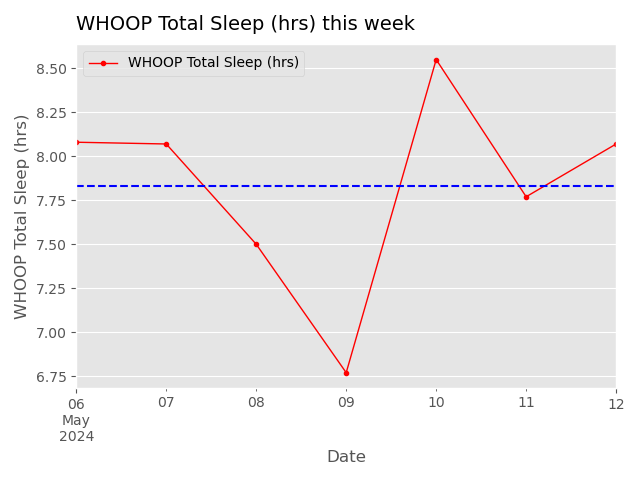 WHOOP Total Sleep (hrs) this week
WHOOP Total Sleep (hrs)
WHOOP Total Sleep (hrs)
8.50
8.25
8.00
7.75
7.50
7.25
7.00
6.75
06 07 08 09 10 11 12
May
2024
Date